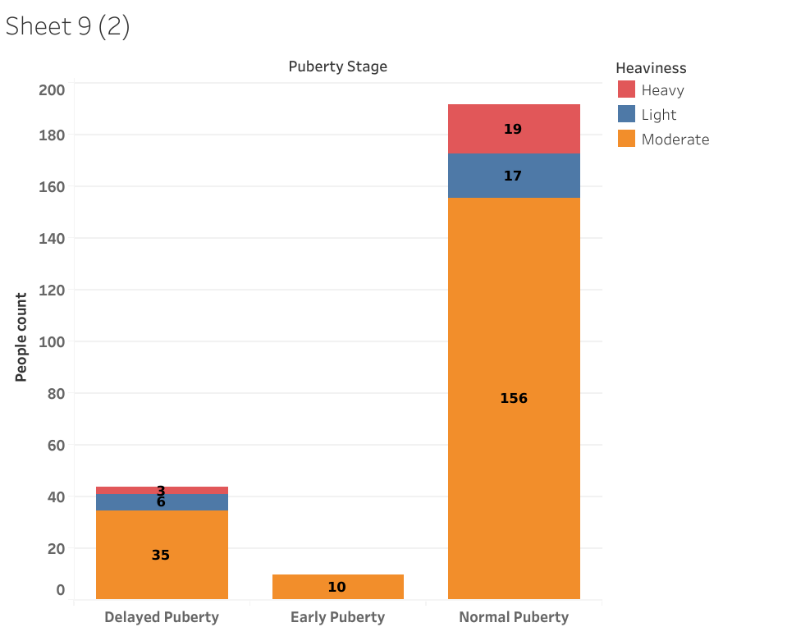 Sheet 9 (2)
Puberty Stage
Heaviness
Heavy
Light
Moderate
People count
200
180
160
140
120
100
80
60
40
20
0
3
6
35
10
19
17
156
Delayed Puberty
Early Puberty
Normal Puberty